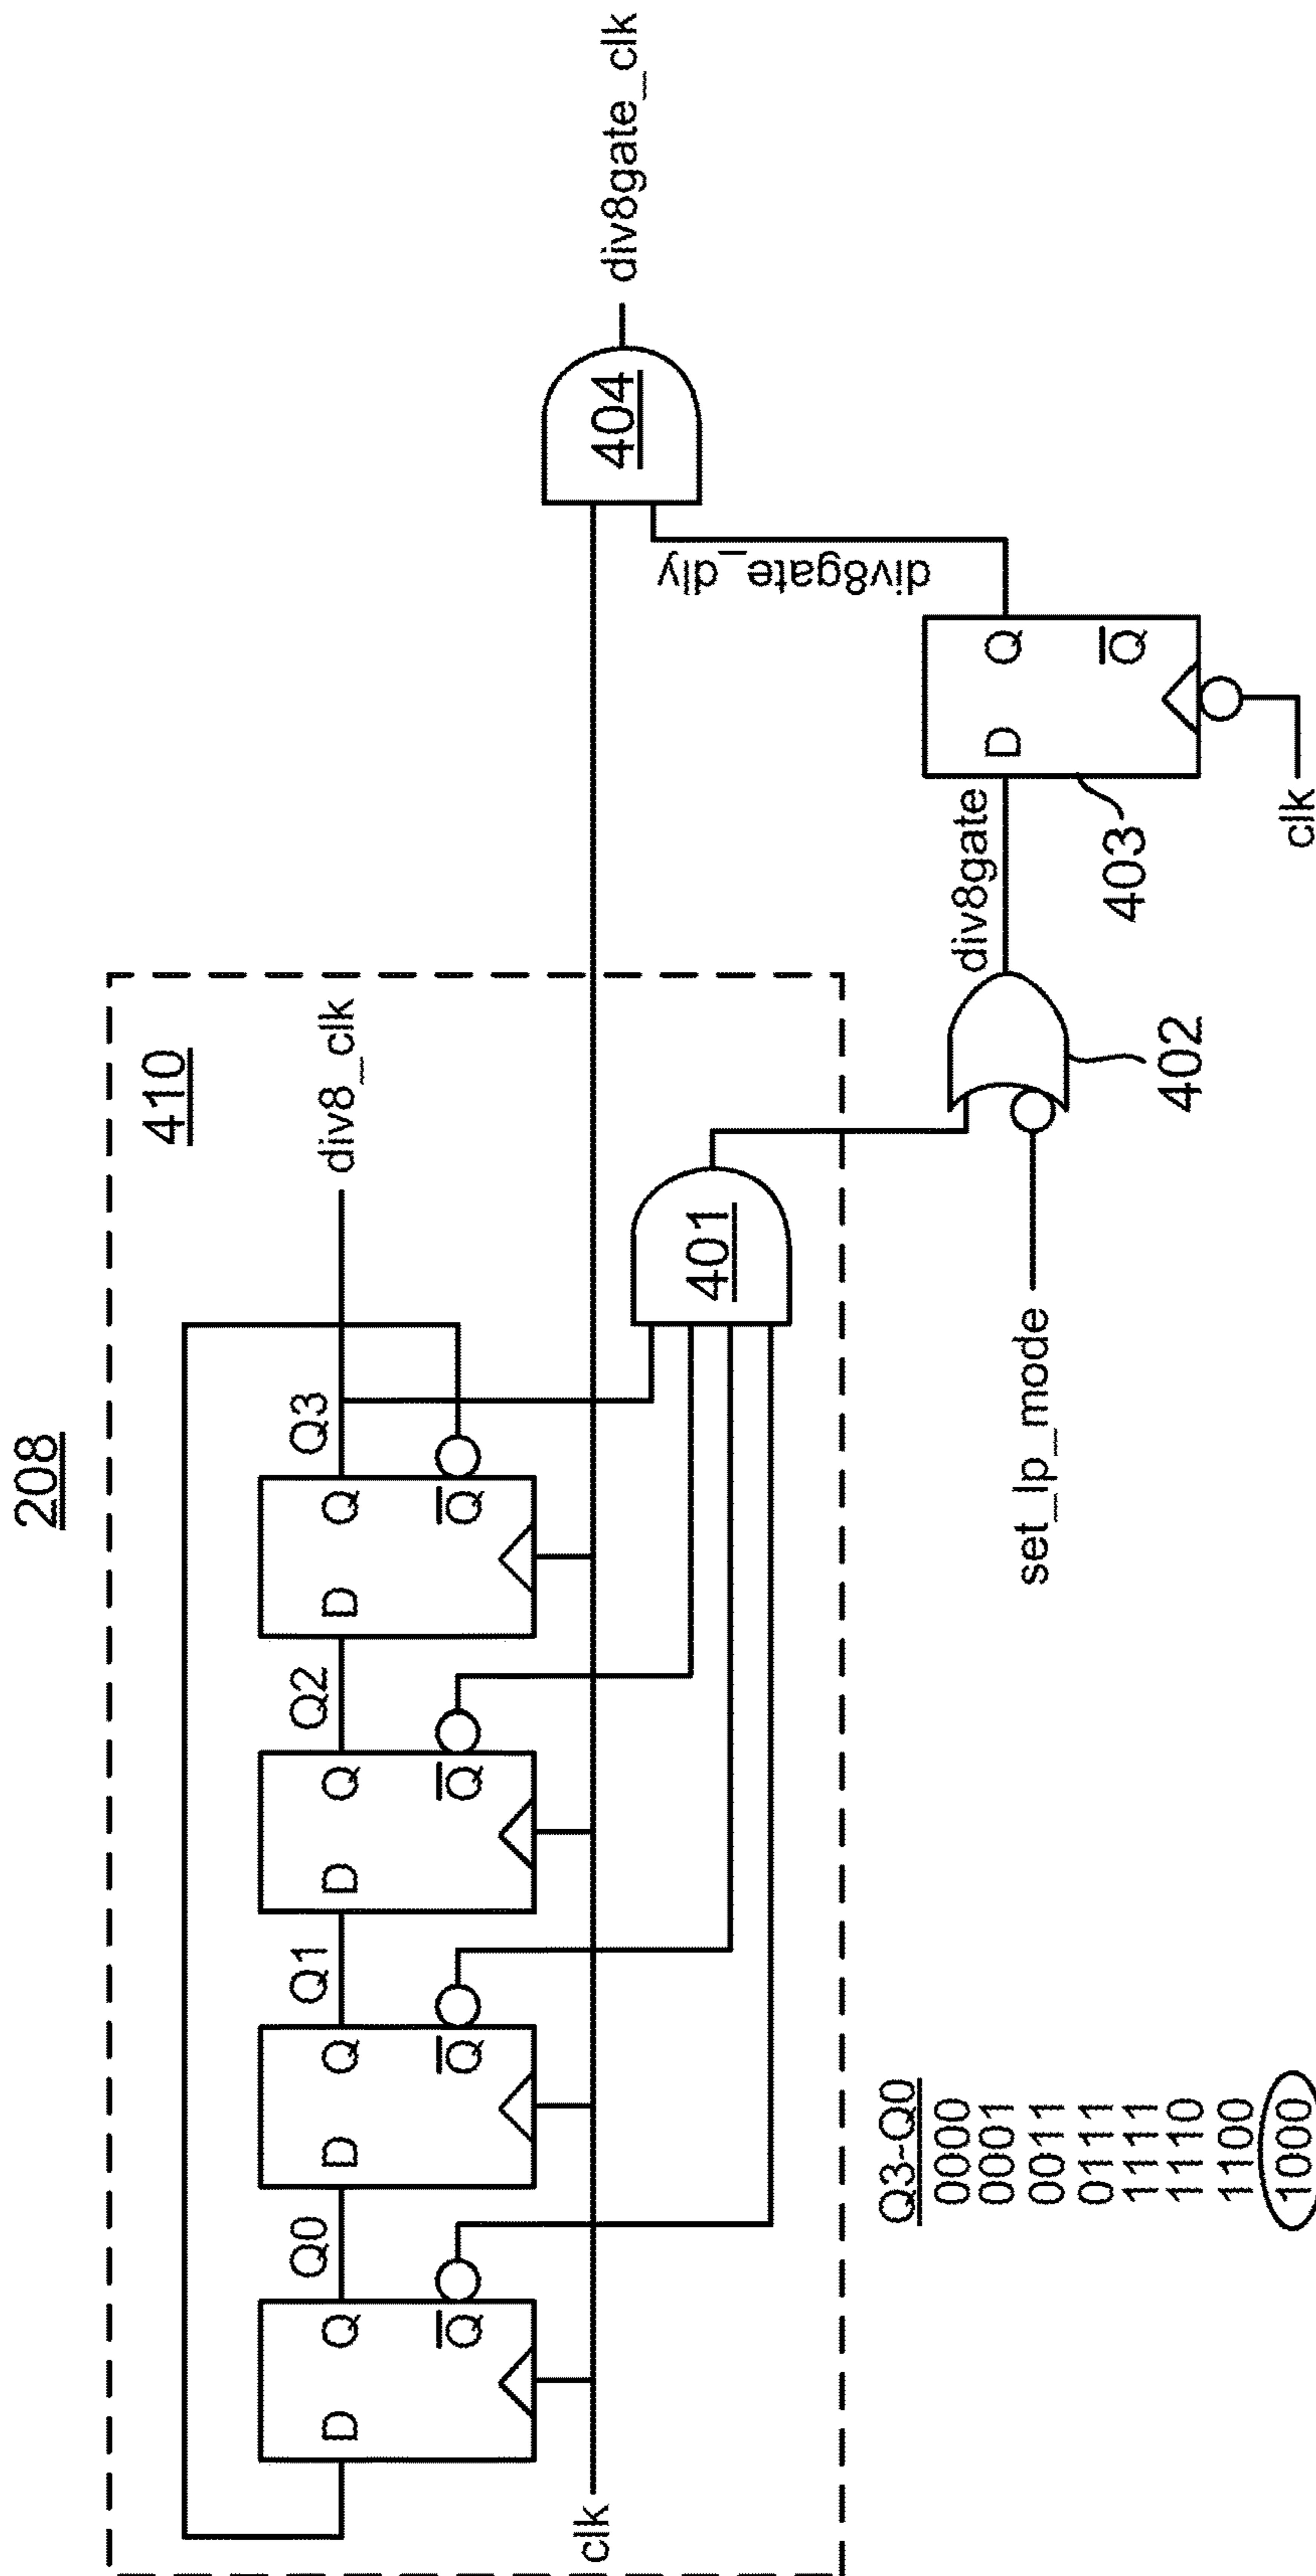 208
410
Q0
Q1
Q2
Q3
div8_clk
D
Q
Q
D
Q
Q
D
Q
Q
D
Q
Q
clk
401
404
div8gate_clk
div8gate_dly
set_lp_mode
402
div8gate
D
Q
Q
403
clk
Q3-Q0
0000
0001
0011
0111
1111
1110
1100
1000